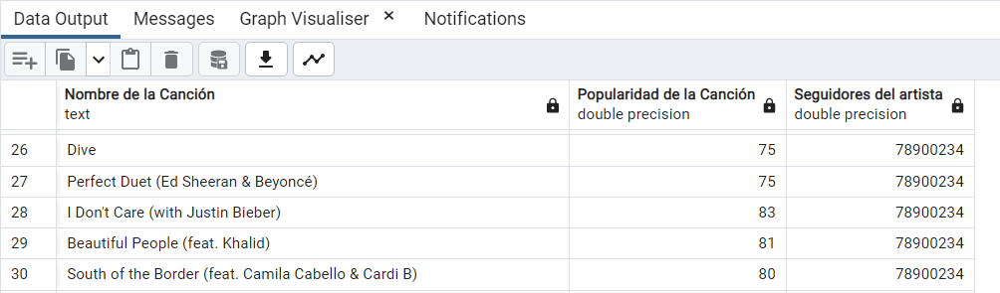 Data Output Messages Graph Visualiser × Notifications
Nombre de la Canción Popularidad de la Canción Seguidores del artista
text double precision double precision
26 Dive 75 78900234
27 Perfect Duet (Ed Sheeran & Beyoncé) 75 78900234
28 I Don't Care (with Justin Bieber) 83 78900234
29 Beautiful People (feat. Khalid) 81 78900234
30 South of the Border (feat. Camila Cabello & Cardi B) 80 78900234